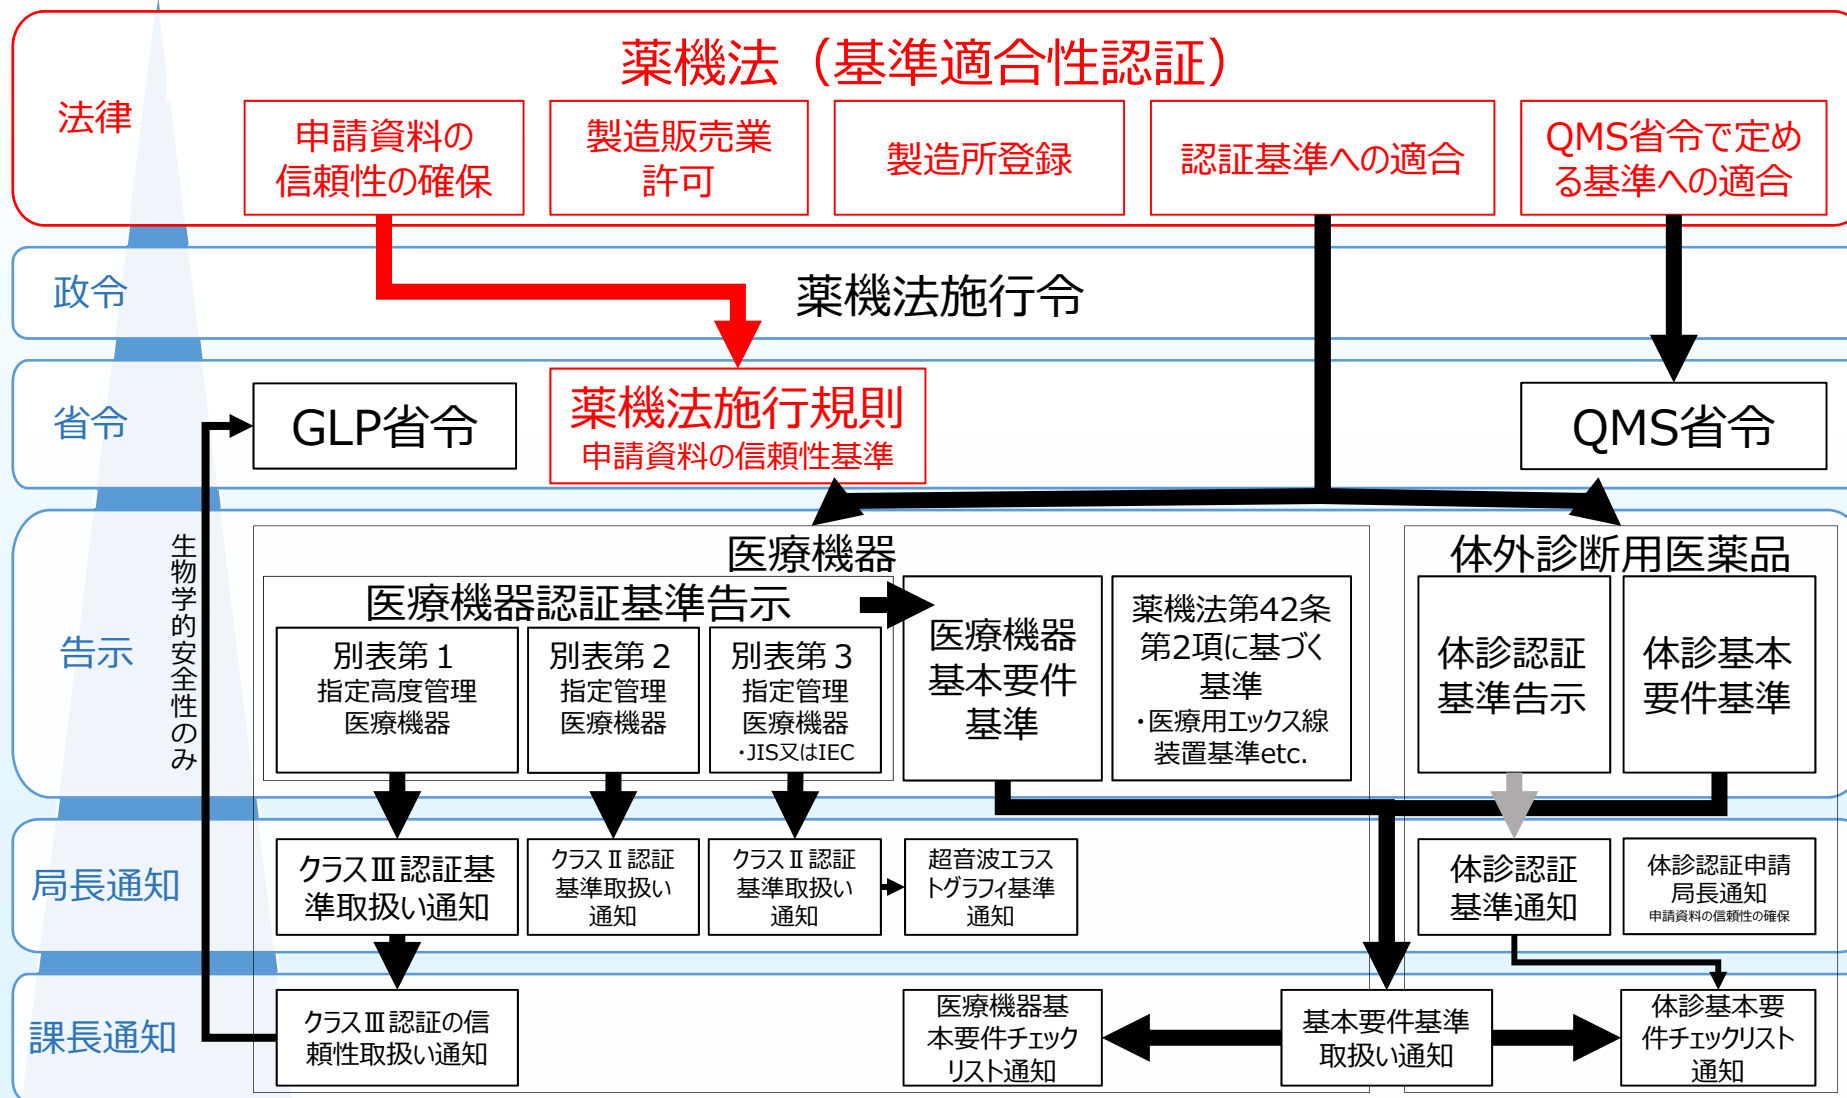 薬機法（基準適合性認証）
法律
申請資料の
信頼性の確保
製造販売業
許可
製造所登録
認証基準への適合
QMS省令で定め
る基準への適合
政令
薬機法施行令
省令
GLP省令
薬機法施行規則
申請資料の信頼性基準
QMS省令
告示
生物学的安全性のみ
医療機器
医療機器認証基準告示
別表第１
指定高度管理
医療機器
別表第２
指定管理
医療機器
別表第３
指定管理
医療機器
・JIS又はIEC
医療機器
基本要件
基準
薬機法第42条
第2項に基づく
基準
・医療用エックス線
装置基準etc.
体外診断用医薬品
体診認証
基準告示
体診基本
要件基準
局長通知
クラスⅢ認証基
準取扱い通知
クラスⅡ認証
基準取扱い
通知
クラスⅡ認証
基準取扱い
通知
超音波エラス
トグラフィ基準
通知
体診認証
基準通知
体診認証申請
局長通知
申請資料の信頼性の確保
課長通知
クラスⅢ認証の信
頼性取扱い通知
医療機器基
本要件チェック
リスト通知
基本要件基準
取扱い通知
体診基本要
件チェックリスト
通知